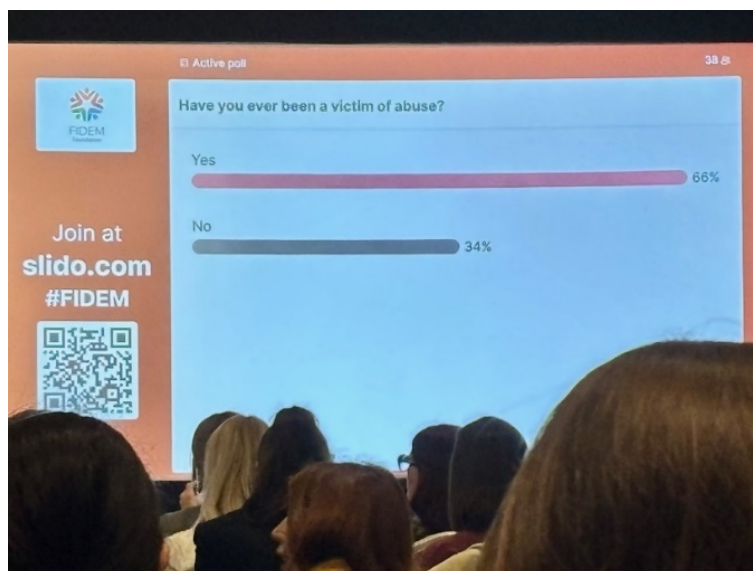 Active poll
38
FIDEM
Foundation
Have you ever been a victim of abuse?
Yes
66%
No
34%
Join at
slido.com
#FIDEM